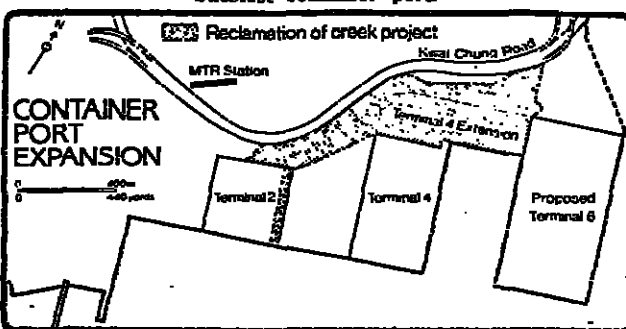 N
Reclamation of creek project
Kwai Chung Road
MTR Station
CONTAINER
PORT
EXPANSION
Terminal 4 Extension
0 400m
0 440 yards
Terminal 2
Terminal 4
Proposed
Terminal 6